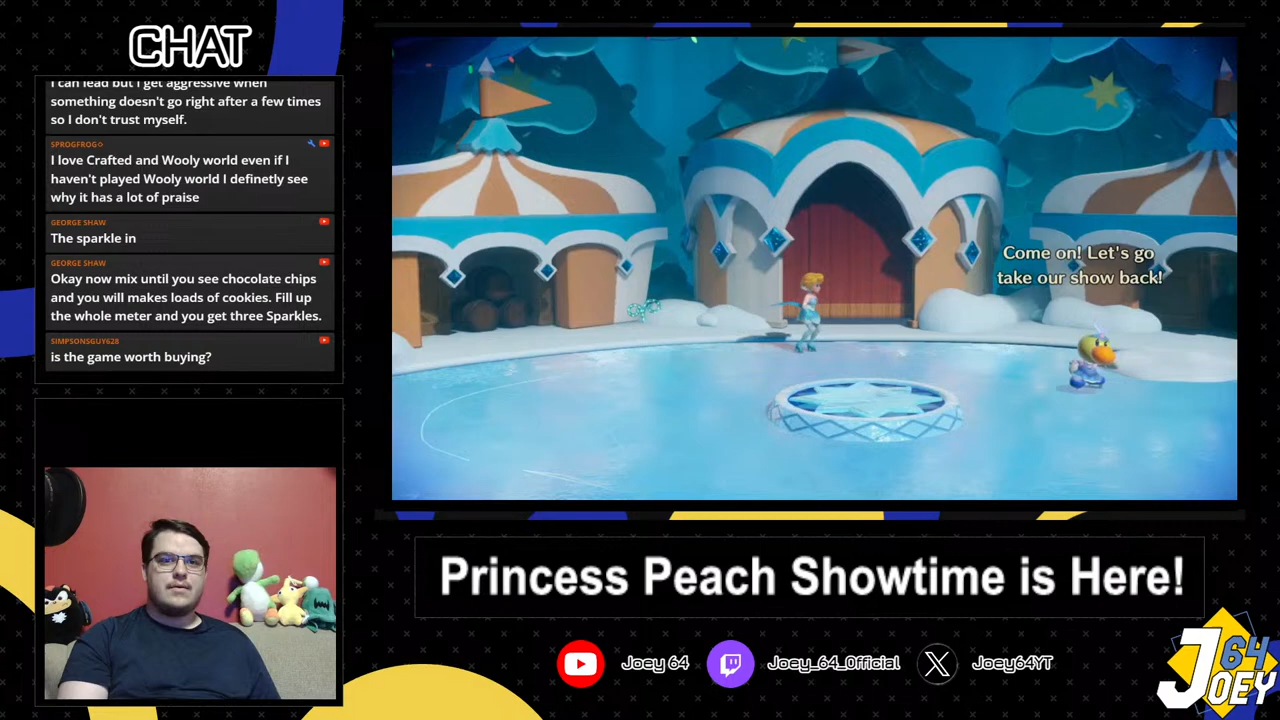 CHAT
I can lead but I get aggressive when
something doesn't go right after a few times
so I don't trust myself.
SPROGFROG
I love Crafted and Wooly world even if I
haven't played Wooly world I definetly see
why it has a lot of praise
GEORGE SHAW
The sparkle in
GEORGE SHAW
Okay now mix until you see chocolate chips
and you will makes loads of cookies. Fill up
the whole meter and you get three Sparkles.
SIMPSONSGUY628
is the game worth buying?
Come on! Let's go
take our show back!
Princess Peach Showtime is Here!
Joey 64
Joey_64_Official
Joey64YT
JOEY
64